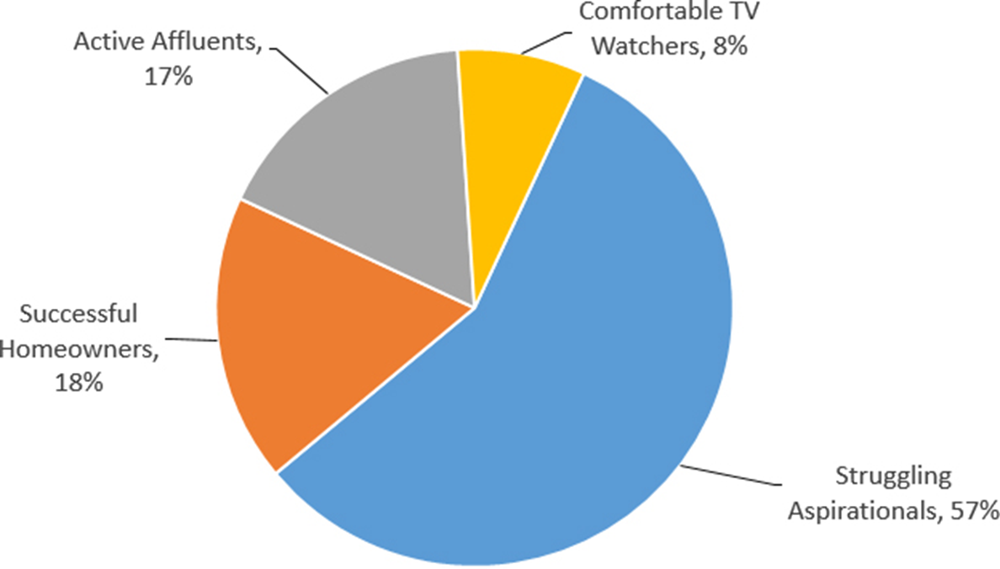 Comfortable TV
Watchers, 8%
Active Affluents,
17%
Successful
Homeowners,
18%
Struggling
Aspirationals, 57%